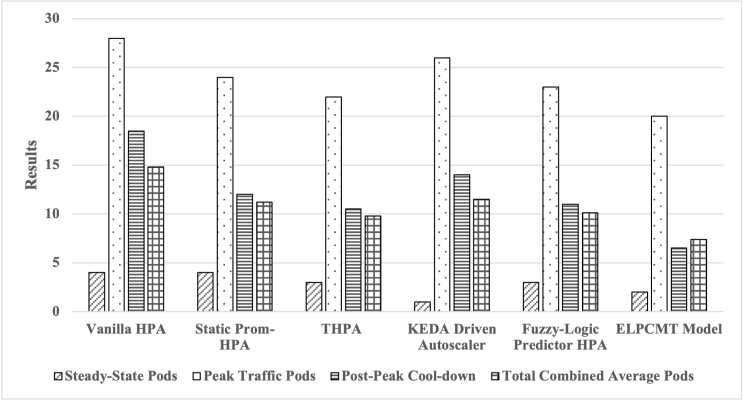 30
25
20
15
10
5
0
Results
Vanilla HPA
Static Prom-
HPA
THPA
KEDA Driven
Autoscaler
Fuzzy-Logic
Predictor HPA
ELPCMT Model
Steady-State Pods
Peak Traffic Pods
Post-Peak Cool-down
Total Combined Average Pods